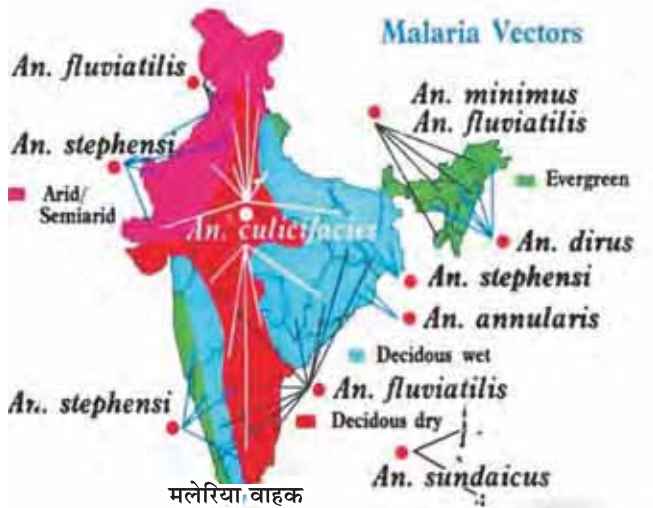 Malaria Vectors
An. fluviatilis
An. minimus
An. fluviatilis
An. stephensi
Evergreen
Arid/
Semiarid
An. culicifacies
An. dirus
An. stephensi
An. annularis
Decidous wet
An. fluviatilis
An. stephensi
Decidous dry
An. sundaicus
मलेरिया वाहक